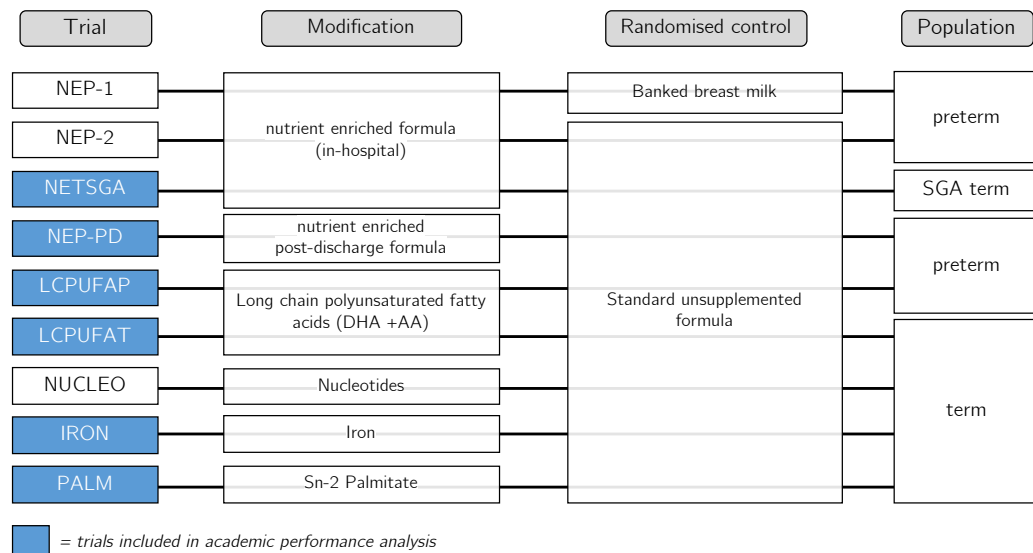 Trial Modification Randomised control Population
NEP-1
Banked breast milk
preterm
nutrient enriched formula
(in-hospital)
NEP-2
NETSGA
SGA term
NEP-PD
nutrient enriched
post-discharge formula
preterm
LCPUFAP
Long chain polyunsaturated fatty
acids (DHA +AA)
Standard unsupplemented
formula
LCPUFAT
NUCLEO
Nucleotides
term
IRON
Iron
PALM
Sn-2 Palmitate
= trials included in academic performance analysis